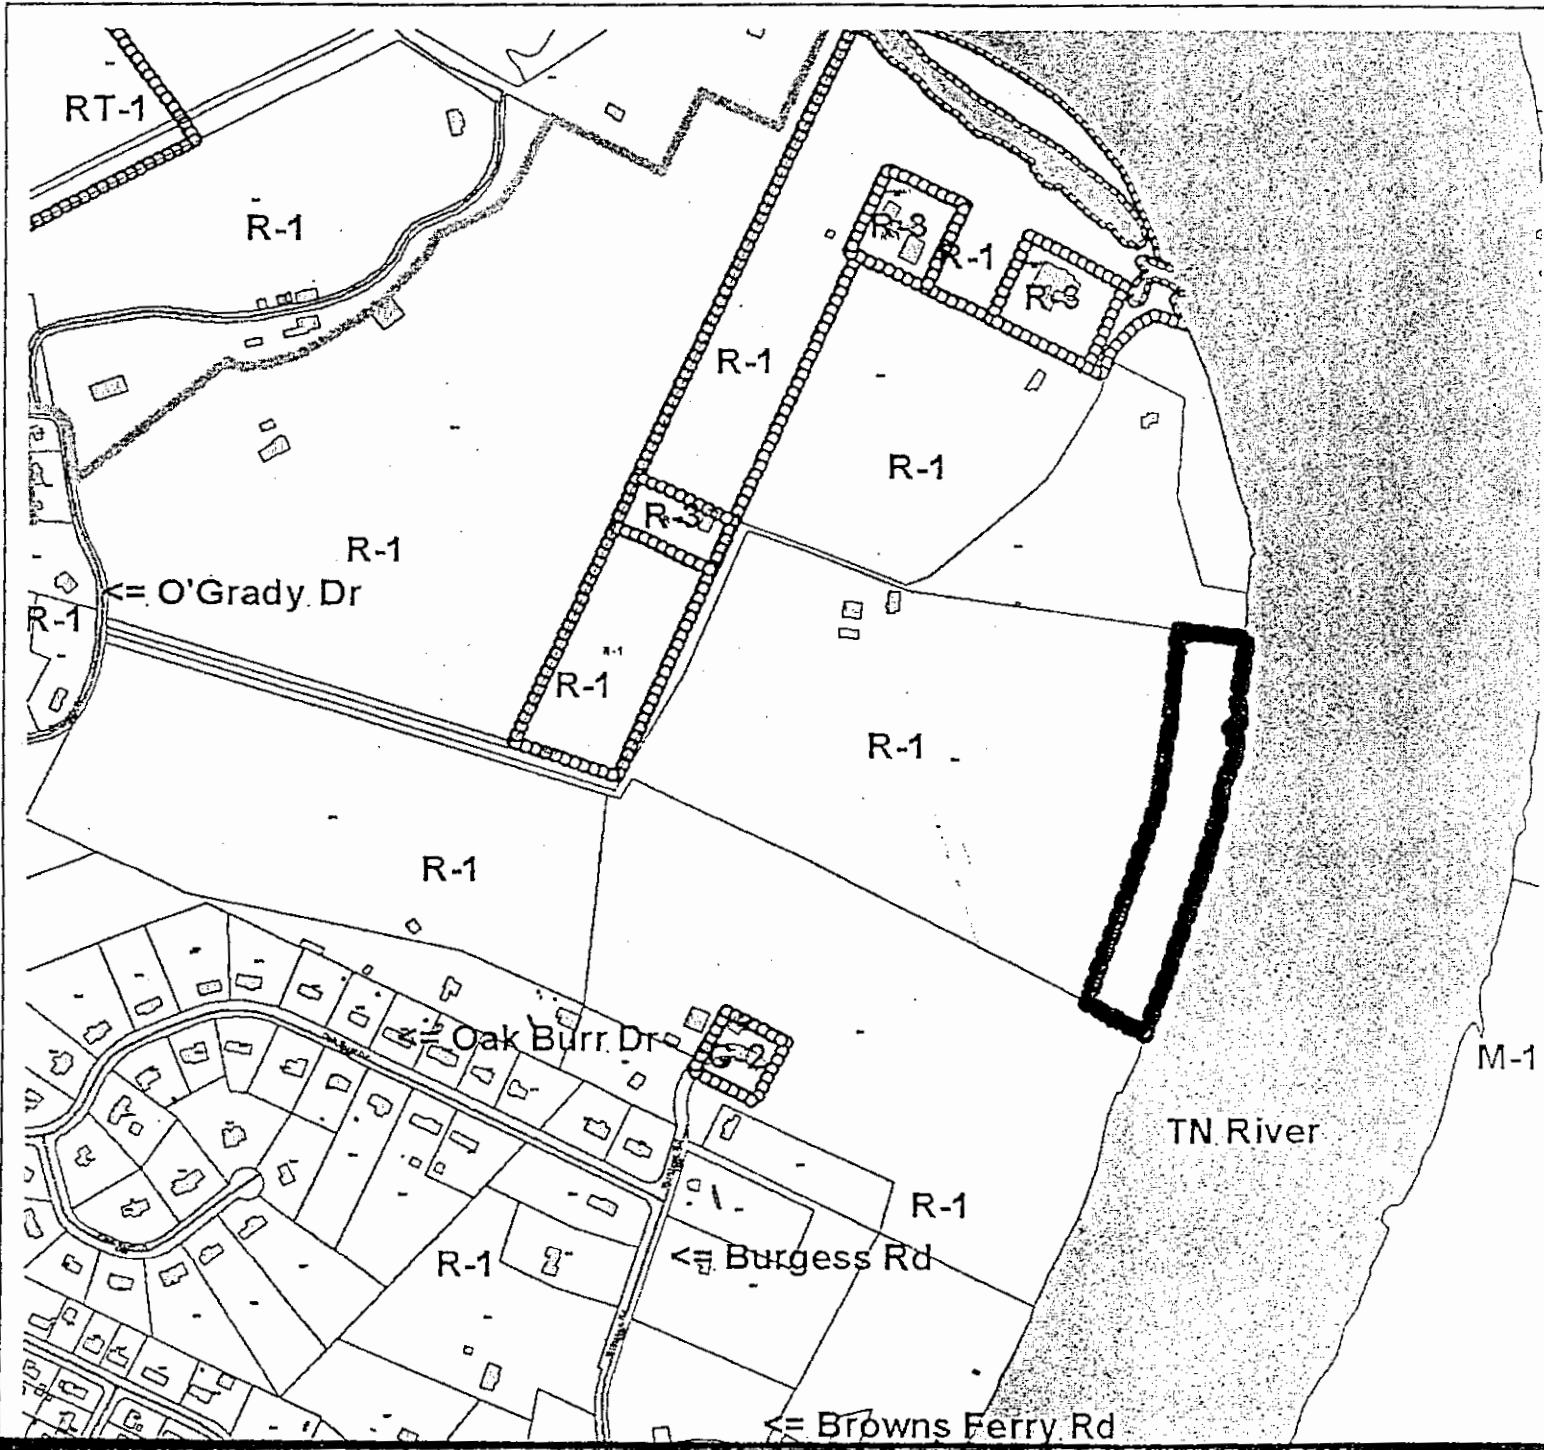 RT-1
R-1
R-3
R-1
R-3
R-1
R-1
R-3
R-1
<= O'Grady Dr
R-1
R-1
R-1
R-1
R-1
<= Oak Burr Dr
M-1
TN River
R-1
R-1
<= Burgess Rd
<= Browns Ferry Rd